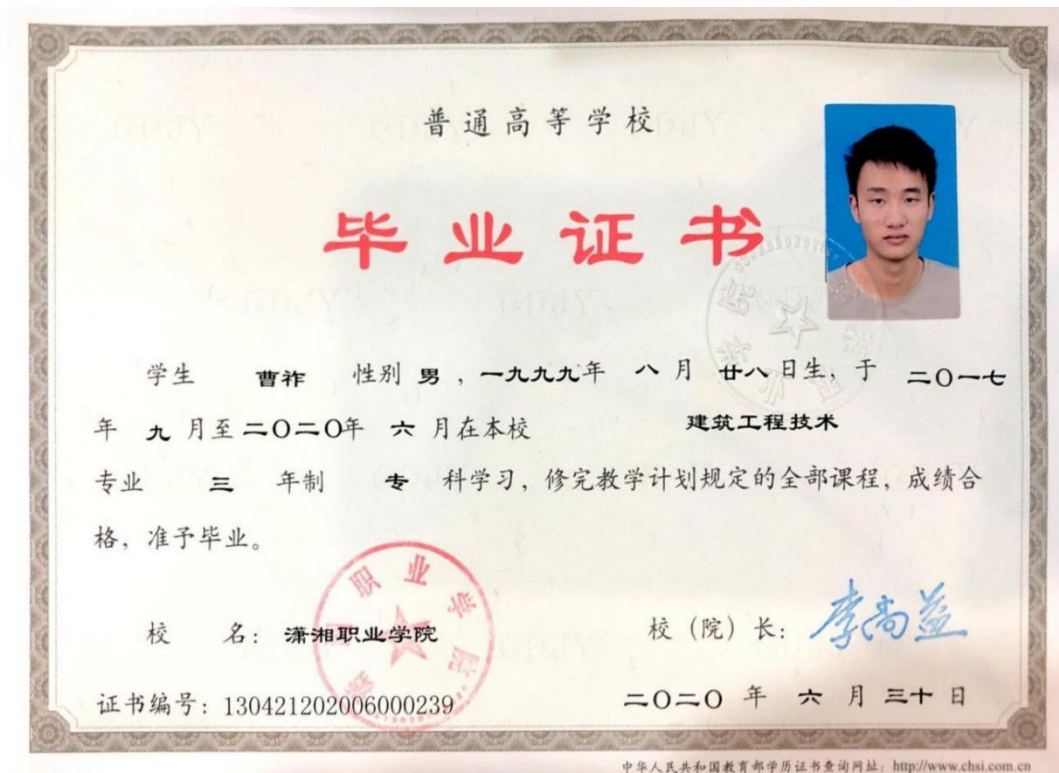 普通高等学校
毕业证书
学生 曹祚 性别 男 ，一九九九年 八 月 廿八 日生，于 二〇一七
年 九 月至 二〇二〇年 六 月在本校 建筑工程技术
专业 三 年制 专 科学习，修完教学计划规定的全部课程，成绩合
格，准予毕业。
校 名：潇湘职业学院
校（院）长：李高益
证书编号：130421202006000239
二〇二〇 年 六 月 三十 日
中华人民共和国教育部学历证书查询网址：http://www.chsi.com.cn